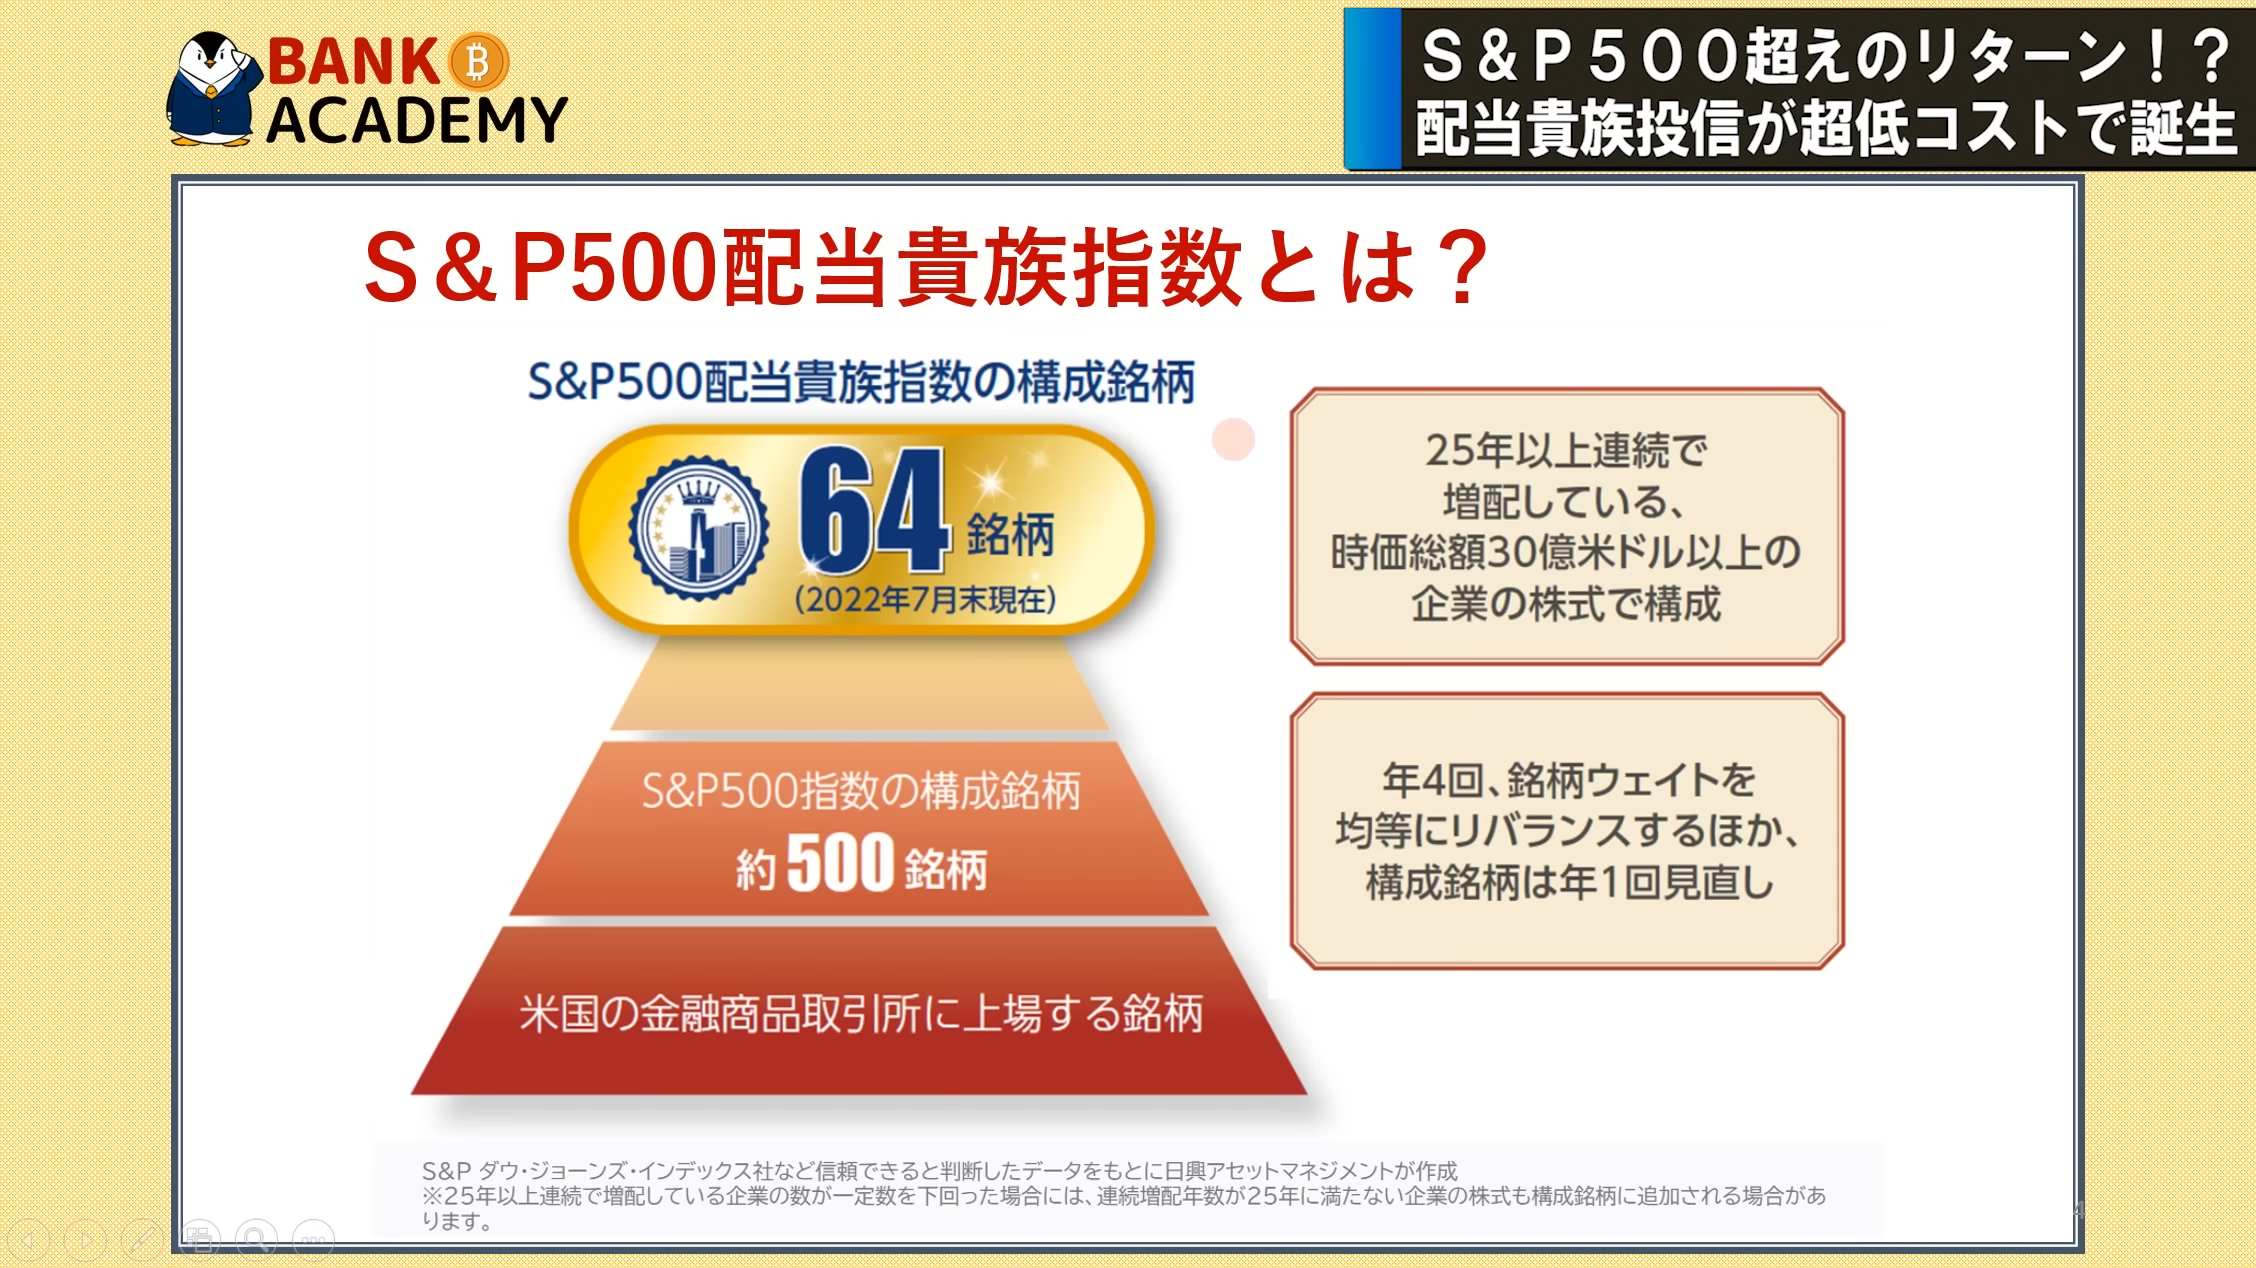 BANK
ACADEMY
S&P500超えのリターン!?
配当貴族投信が超低コストで誕生
S&P500配当貴族指数とは?
S&P500配当貴族指数の構成銘柄
64 銘柄
(2022年7月末現在)
25年以上連続で
増配している、
時価総額30億米ドル以上の
企業の株式で構成
S&P500指数の構成銘柄
約500銘柄
年4回、銘柄ウェイトを
均等にリバランスするほか、
構成銘柄は年1回見直し
米国の金融商品取引所に上場する銘柄
S&P ダウ・ジョーンズ・インデックス社など信頼できると判断したデータをもとに日興アセットマネジメントが作成
※25年以上連続で増配している企業の数が一定数を下回った場合には、連続増配年数が25年に満たない企業の株式も構成銘柄に追加される場合があ
ります。
4